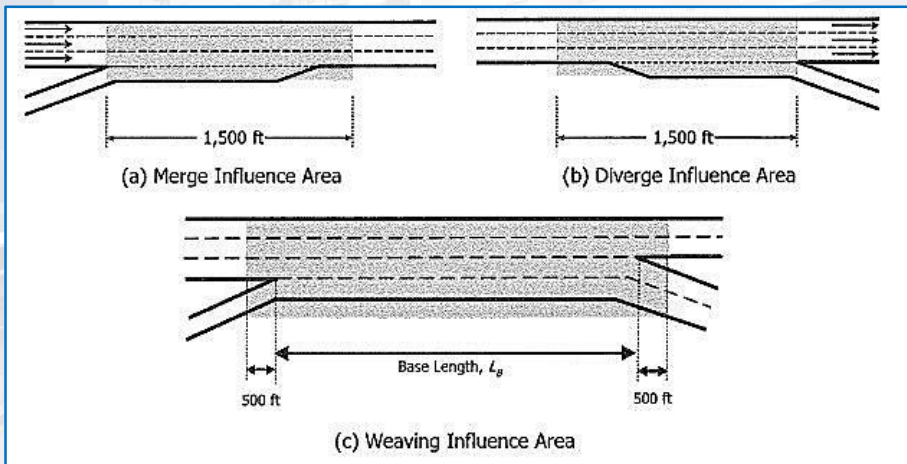 1,500 ft
(a) Merge Influence Area
1,500 ft
(b) Diverge Influence Area
Base Length, L_B
500 ft
500 ft
(c) Weaving Influence Area